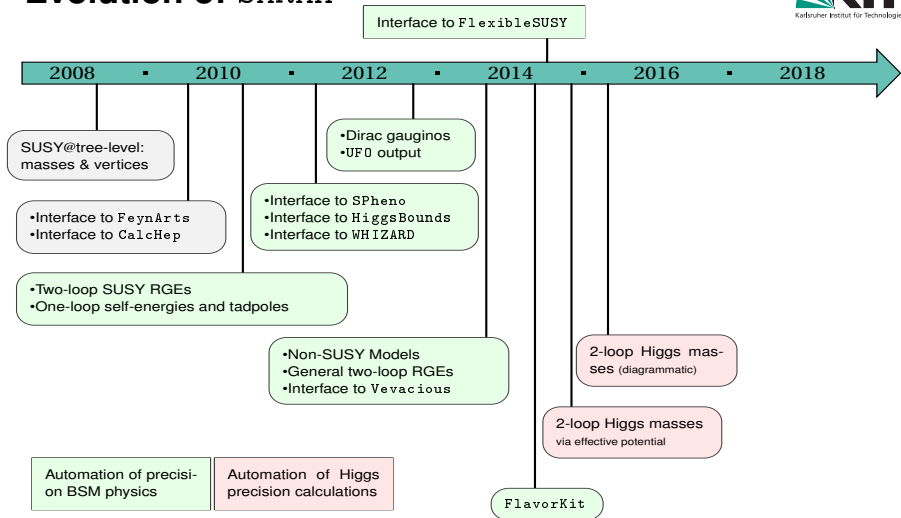 Interface to FlexibleSUSY
Karlsruher Institut für Technologie
2008 2010 2012 2014 2016 2018
SUSY@tree-level:
masses & vertices
•Dirac gauginos
•UFO output
•Interface to FeynArts
•Interface to CalcHep
•Interface to SPheno
•Interface to HiggsBounds
•Interface to WHIZARD
•Two-loop SUSY RGEs
•One-loop self-energies and tadpoles
•Non-SUSY Models
•General two-loop RGEs
•Interface to Vevacious
2-loop Higgs mas-
ses (diagrammatic)
2-loop Higgs masses
via effective potential
Automation of precisi-
on BSM physics
Automation of Higgs
precision calculations
FlavorKit